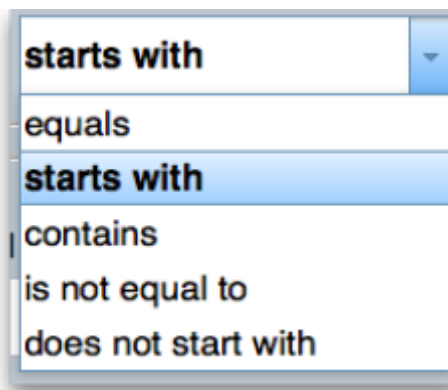 starts with
equals
starts with
contains
is not equal to
does not start with